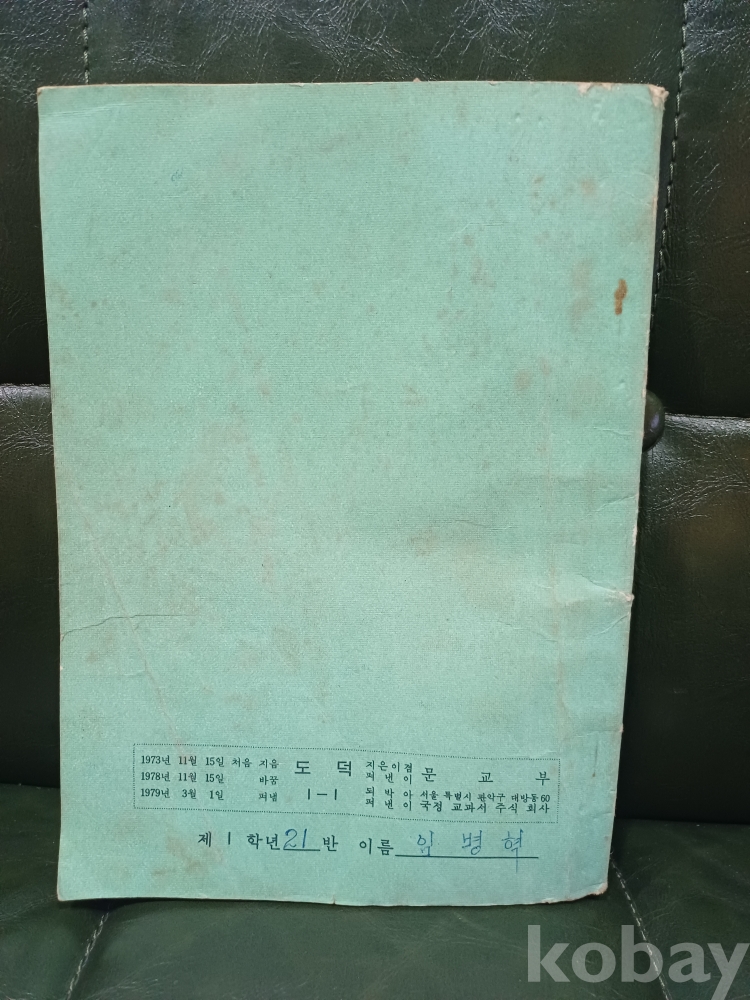 1973년 11월 15일 처음 지음
1978년 11월 15일 바꿈
1979년 3월 1일 펴냄
도덕
1-1
지은이겸
펴낸이 문교부
되박아 서울 특별시 관악구 대방동 60
펴낸이 국정 교과서 주식 회사
제 1 학년 21 반 이름 임병혁
kobay